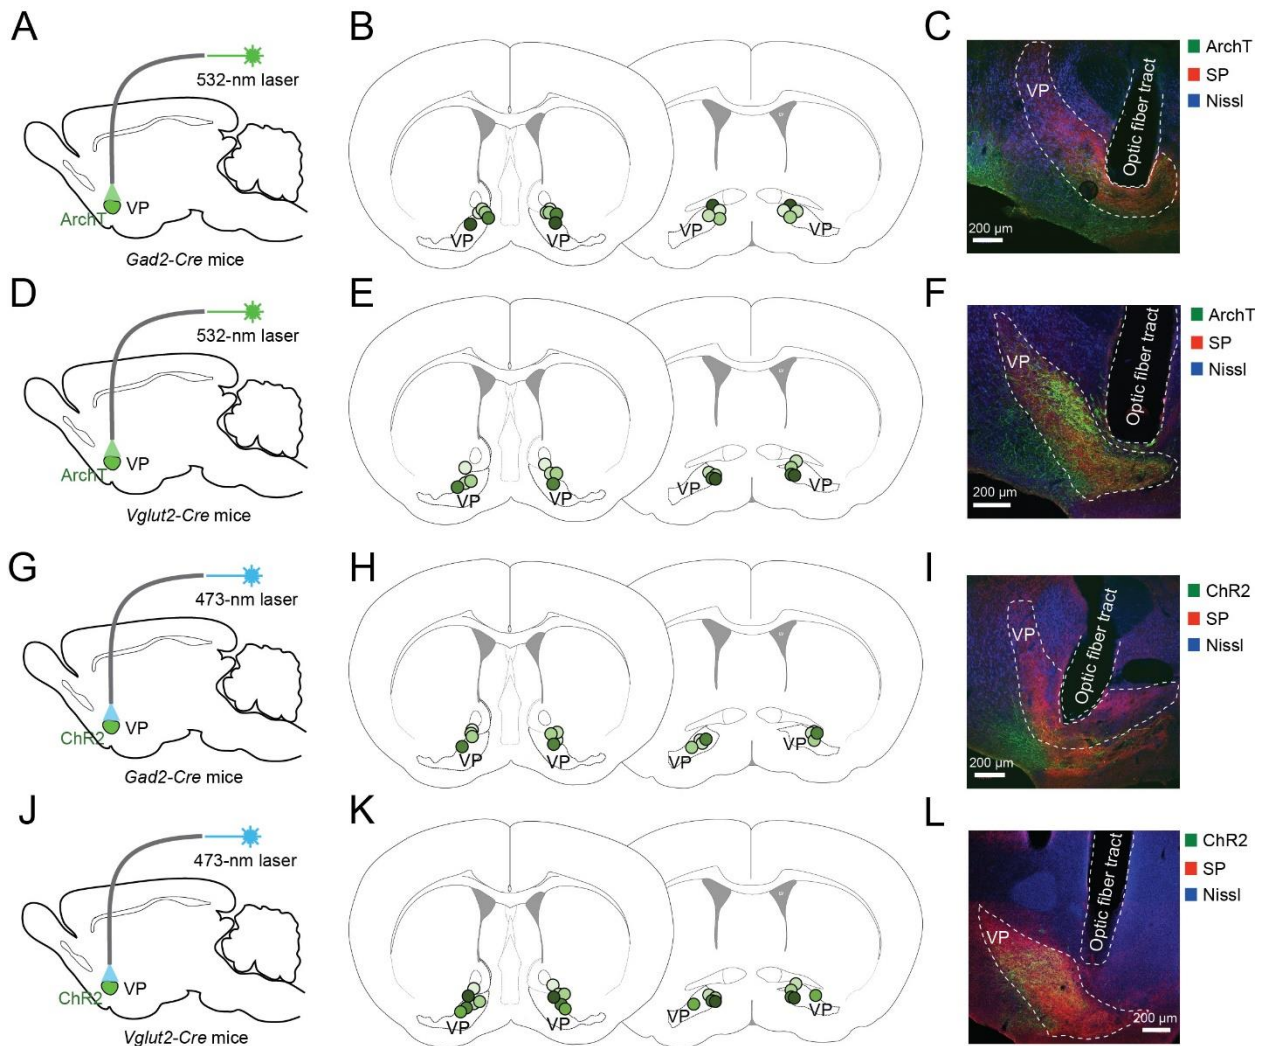 A
532-nm laser
ArchT
VP
Gad2-Cre mice
B
VP
VP
VP
VP
C
VP
Optic fiber tract
200 µm
ArchT
SP
Nissl
D
532-nm laser
ArchT
VP
Vglut2-Cre mice
E
VP
VP
VP
VP
F
VP
Optic fiber tract
200 µm
ArchT
SP
Nissl
G
473-nm laser
ChR2
VP
Gad2-Cre mice
H
VP
VP
VP
VP
I
VP
Optic fiber tract
200 µm
ChR2
SP
Nissl
J
473-nm laser
ChR2
VP
Vglut2-Cre mice
K
VP
VP
VP
VP
L
VP
Optic fiber tract
200 µm
ChR2
SP
Nissl